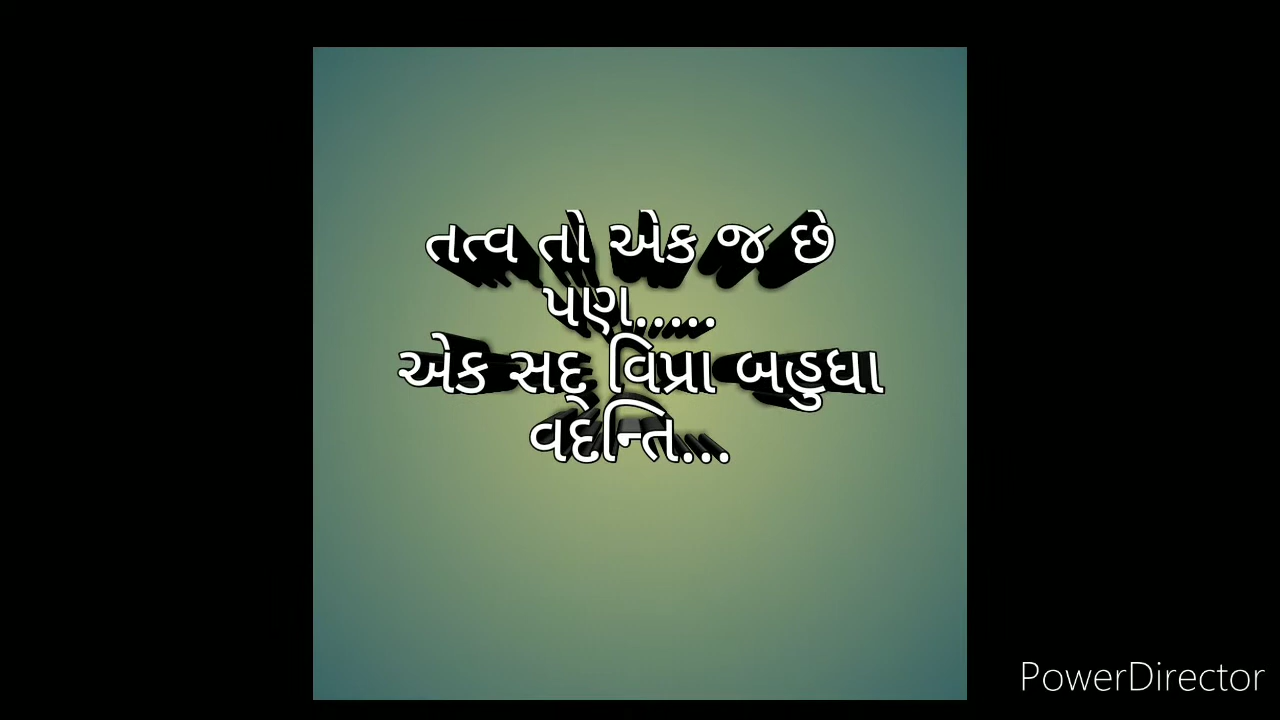 તત્વ તો એક જ છે
પણ.....
એક સદ્ વિપ્રા બહુધા
વદન્તિ...
PowerDirector